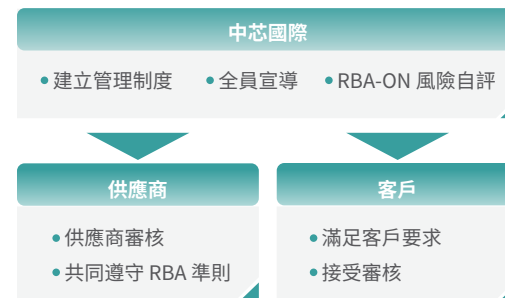 中芯國際
•建立管理制度 •全員宣導 •RBA-ON 風險自評
供應商
•供應商審核
•共同遵守 RBA 準則
客戶
•滿足客戶要求
•接受審核